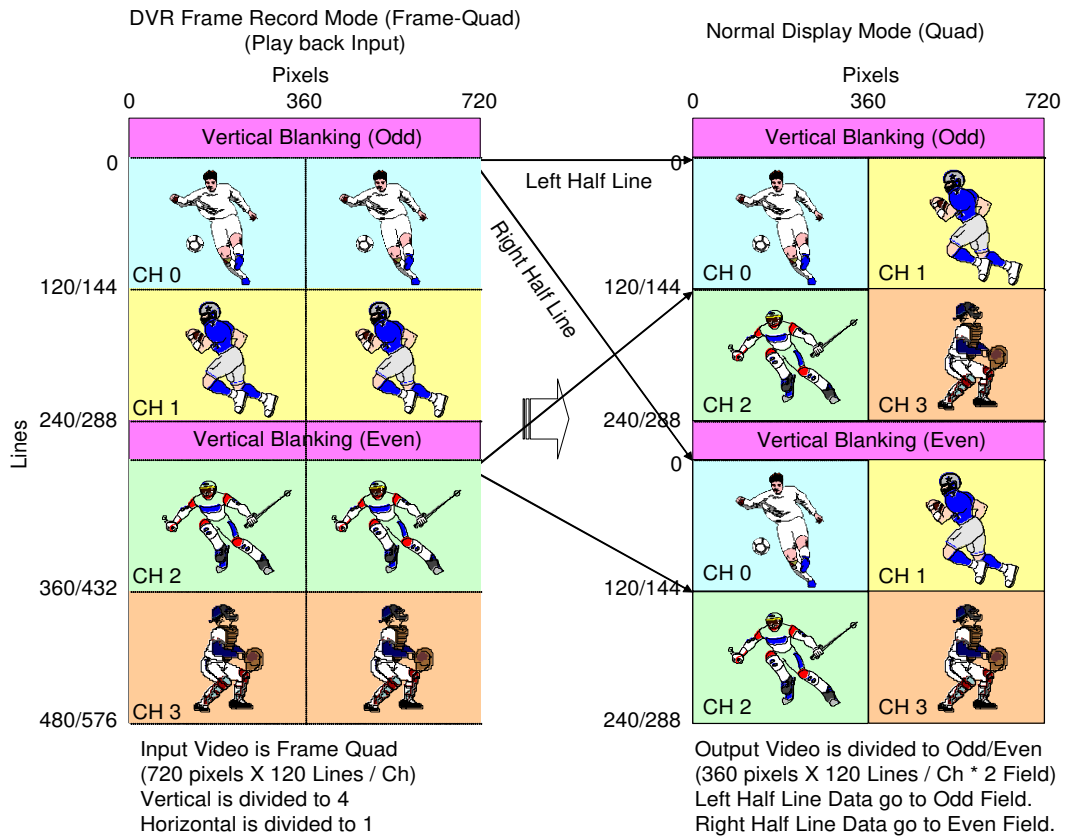 DVR Frame Record Mode (Frame-Quad)
(Play back Input)
Pixels
0 360 720
Vertical Blanking (Odd)
0
CH 0
120/144
CH 1
240/288
Vertical Blanking (Even)
Lines
CH 2
360/432
CH 3
480/576
Input Video is Frame Quad
(720 pixels X 120 Lines / Ch)
Vertical is divided to 4
Horizontal is divided to 1
Left Half Line
Right Half Line
Normal Display Mode (Quad)
Pixels
0 360 720
Vertical Blanking (Odd)
0
CH 0 CH 1
120/144
CH 2 CH 3
240/288
Vertical Blanking (Even)
0
CH 0 CH 1
120/144
CH 2 CH 3
240/288
Output Video is divided to Odd/Even
(360 pixels X 120 Lines / Ch * 2 Field)
Left Half Line Data go to Odd Field.
Right Half Line Data go to Even Field.